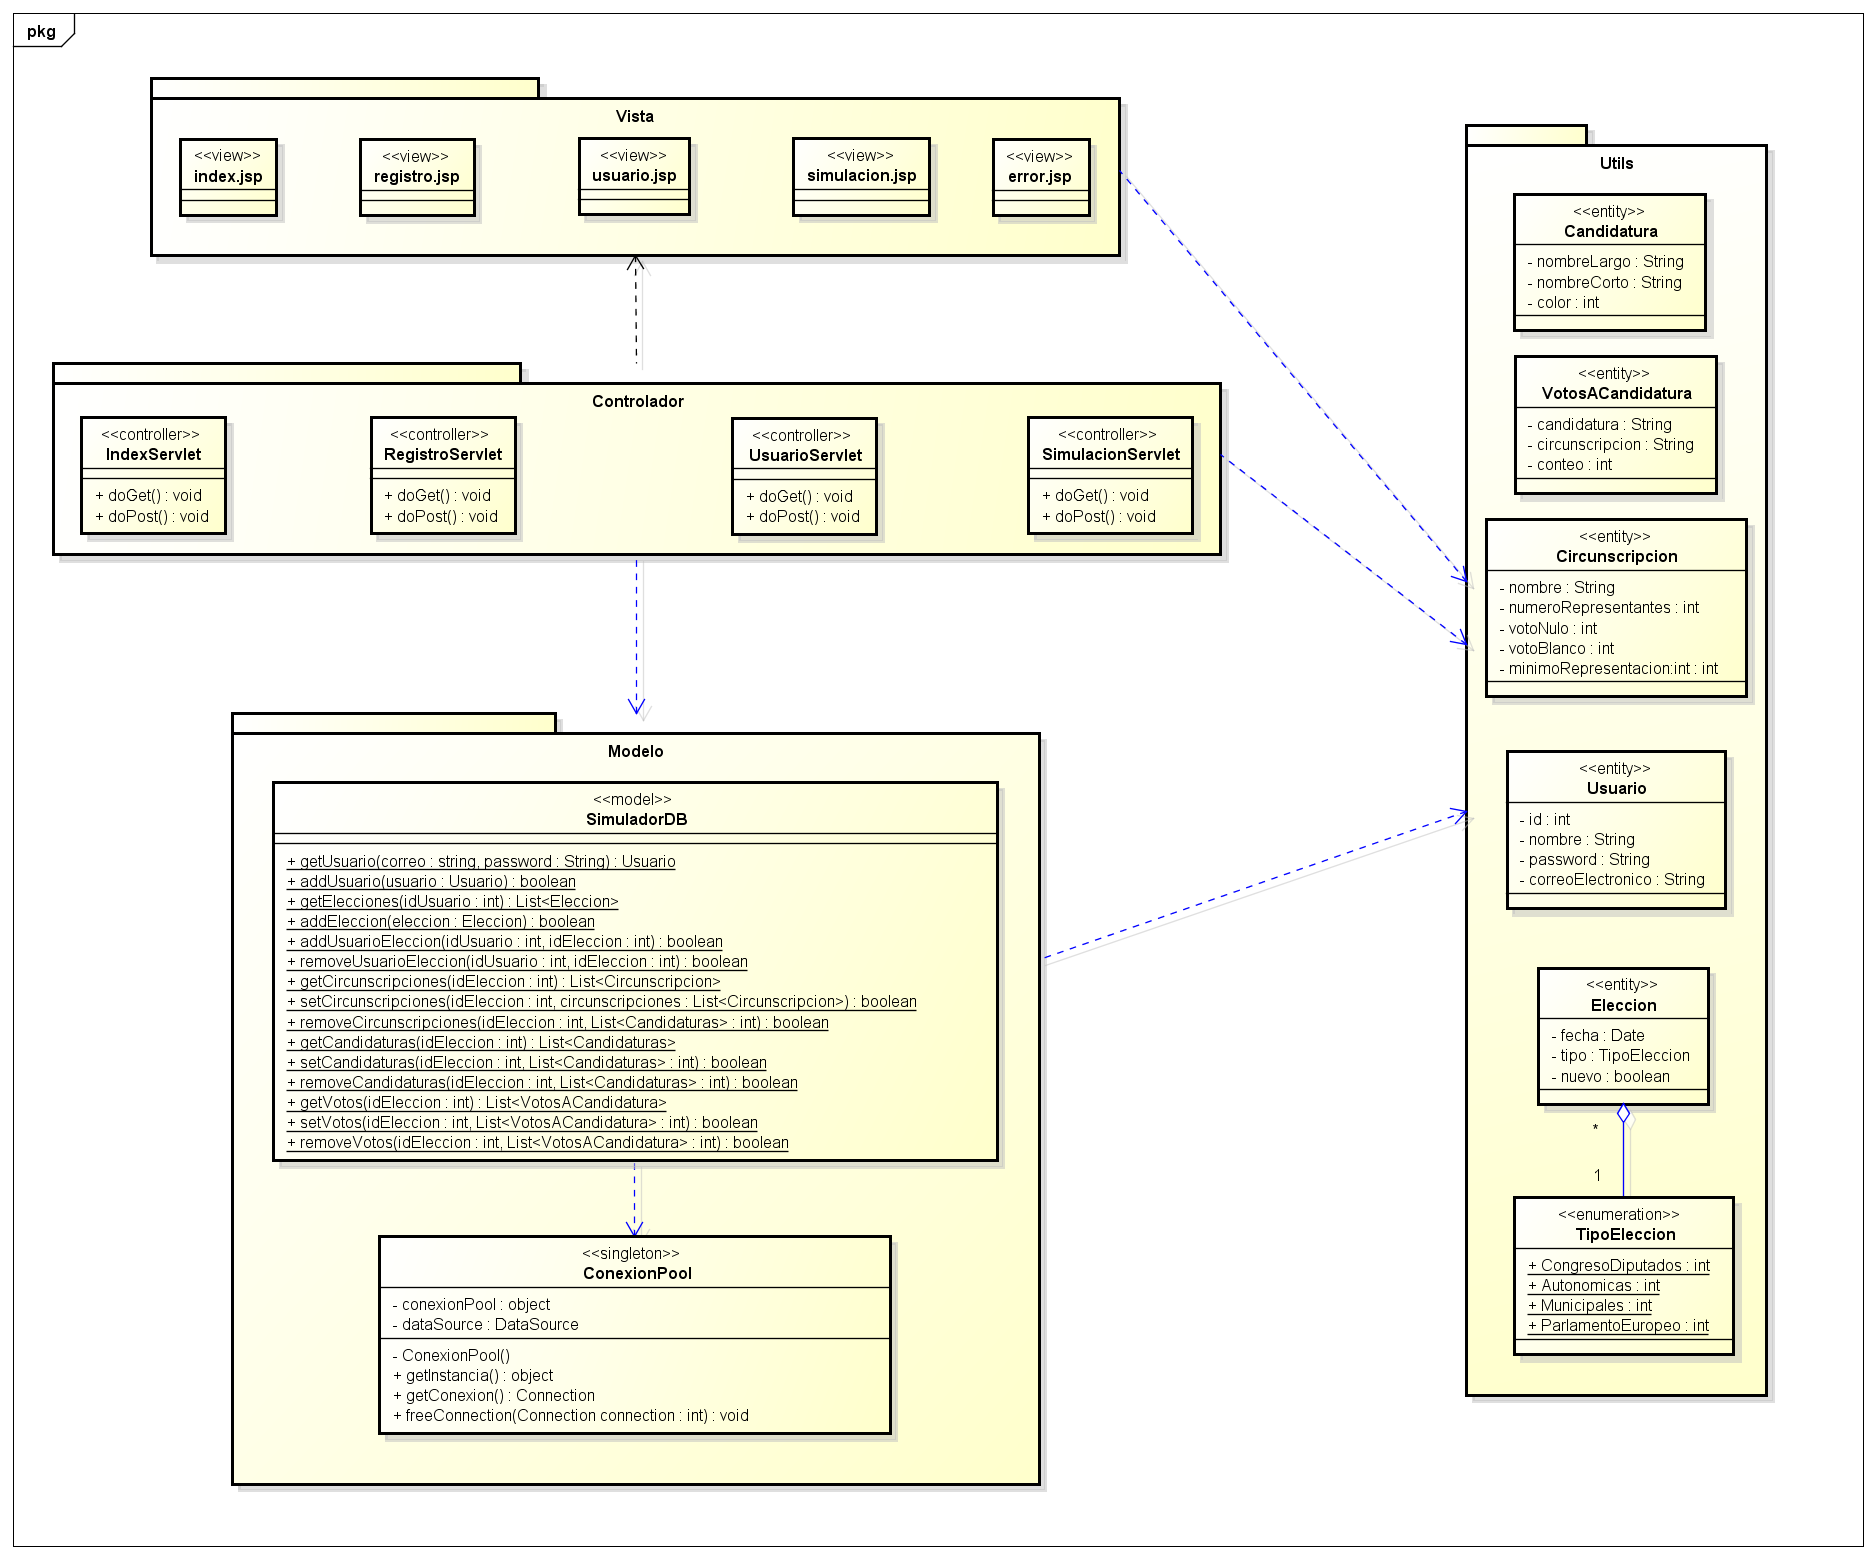 pkg
Vista
<<view>>
index.jsp
<<view>>
registro.jsp
<<view>>
usuario.jsp
<<view>>
simulacion.jsp
<<view>>
error.jsp
Controlador
<<controller>>
IndexServlet
+ doGet() : void
+ doPost() : void
<<controller>>
RegistroServlet
+ doGet() : void
+ doPost() : void
<<controller>>
UsuarioServlet
+ doGet() : void
+ doPost() : void
<<controller>>
SimulacionServlet
+ doGet() : void
+ doPost() : void
Modelo
<<model>>
SimuladorDB
+ getUsuario(correo : string, password : String) : Usuario
+ addUsuario(usuario : Usuario) : boolean
+ getElecciones(idUsuario : int) : List<Eleccion>
+ addEleccion(eleccion : Eleccion) : boolean
+ addUsuarioEleccion(idUsuario : int, idEleccion : int) : boolean
+ removeUsuarioEleccion(idUsuario : int, idEleccion : int) : boolean
+ getCircunscripciones(idEleccion : int) : List<Circunscripcion>
+ setCircunscripciones(idEleccion : int, circunscripciones : List<Circunscripcion>) : boolean
+ removeCircunscripciones(idEleccion : int, List<Candidaturas> : int) : boolean
+ getCandidaturas(idEleccion : int) : List<Candidaturas>
+ setCandidaturas(idEleccion : int, List<Candidaturas> : int) : boolean
+ removeCandidaturas(idEleccion : int, List<Candidaturas> : int) : boolean
+ getVotos(idEleccion : int) : List<VotosACandidatura>
+ setVotos(idEleccion : int, List<VotosACandidatura> : int) : boolean
+ removeVotos(idEleccion : int, List<VotosACandidatura> : int) : boolean
<<singleton>>
ConexionPool
- conexionPool : object
- dataSource : DataSource
- ConexionPool()
+ getInstancia() : object
+ getConexion() : Connection
+ freeConnection(Connection connection : int) : void
Utils
<<entity>>
Candidatura
- nombreLargo : String
- nombreCorto : String
- color : int
<<entity>>
VotosACandidatura
- candidatura : String
- circunscripcion : String
- conteo : int
<<entity>>
Circunscripcion
- nombre : String
- numeroRepresentantes : int
- votoNulo : int
- votoBlanco : int
- minimoRepresentacion:int : int
<<entity>>
Usuario
- id : int
- nombre : String
- password : String
- correoElectronico : String
<<entity>>
Eleccion
- fecha : Date
- tipo : TipoEleccion
- nuevo : boolean
*
1
<<enumeration>>
TipoEleccion
+ CongresoDiputados : int
+ Autonomicas : int
+ Municipales : int
+ ParlamentoEuropeo : int